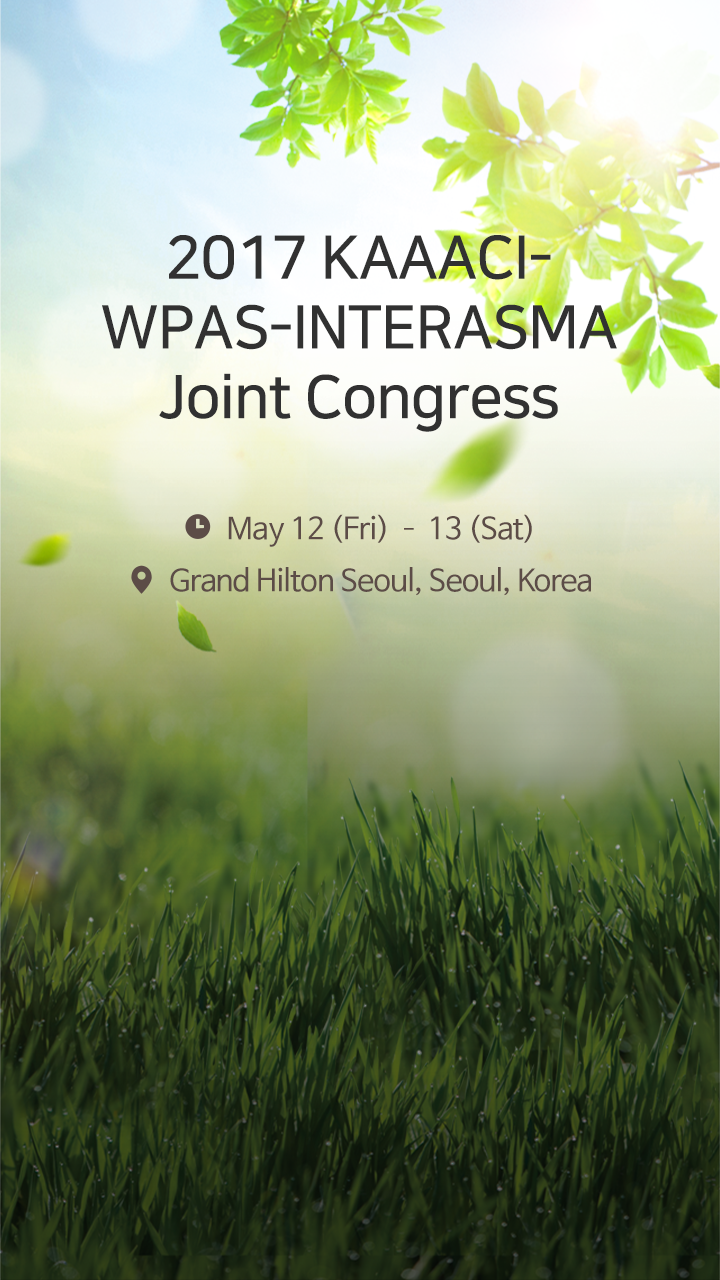 2017 KAAACI-
WPAS-INTERASMA
Joint Congress
May 12 (Fri) - 13 (Sat)
Grand Hilton Seoul, Seoul, Korea